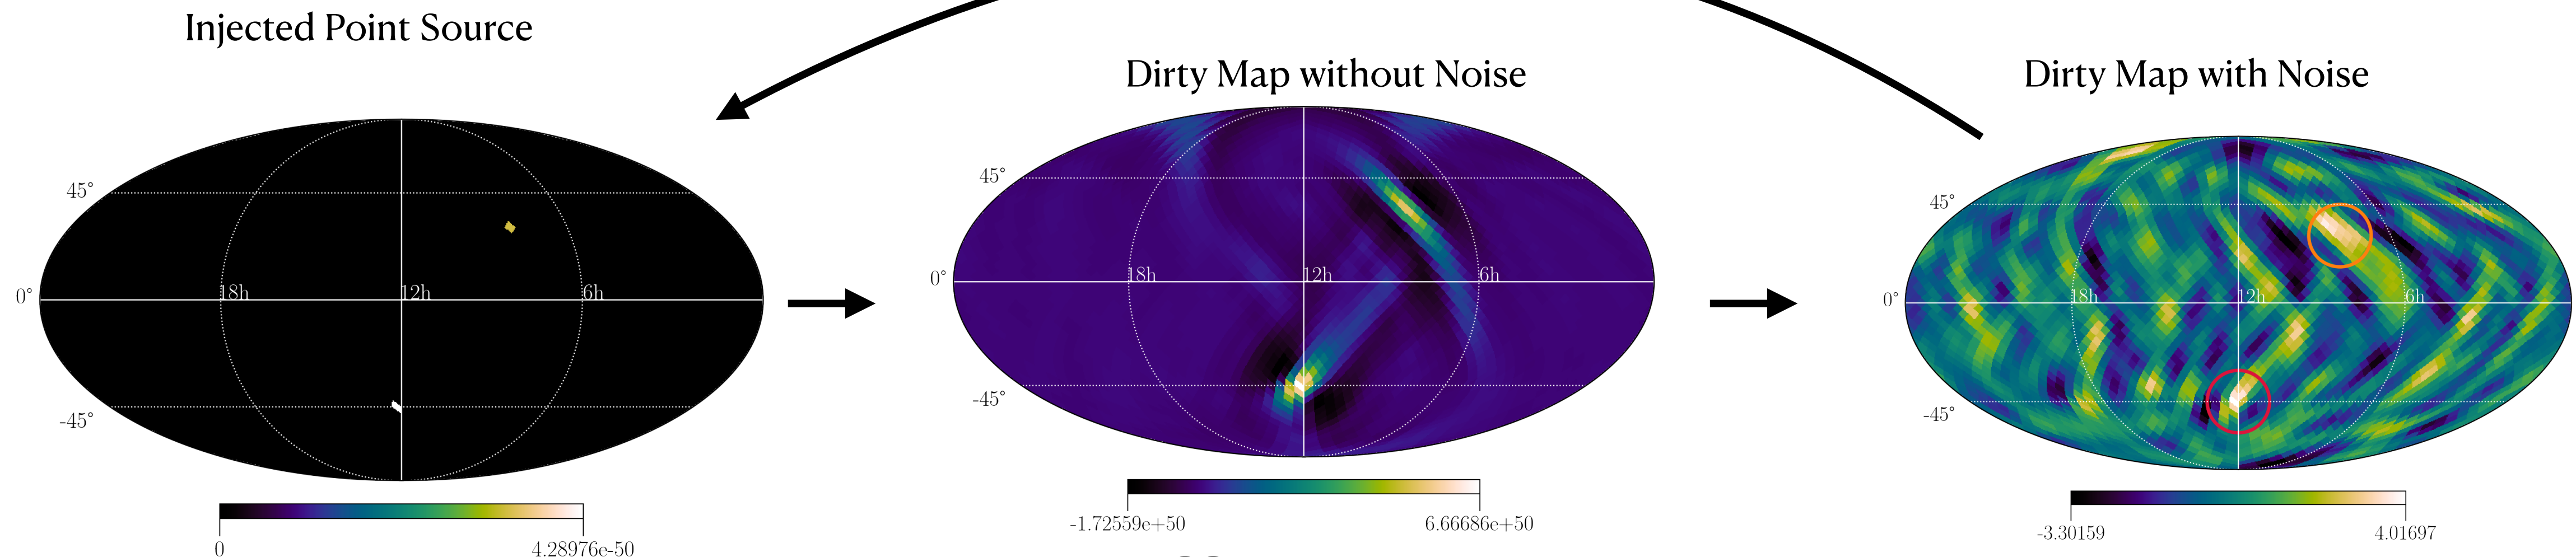 Injected Point Source
45°
0°
18h
12h
6h
-45°
0
4.28976e-50
Dirty Map without Noise
45°
0°
18h
12h
6h
-45°
-1.72559e+50
6.66686e+50
Dirty Map with Noise
45°
0°
18h
12h
6h
-45°
-3.30159
4.01697